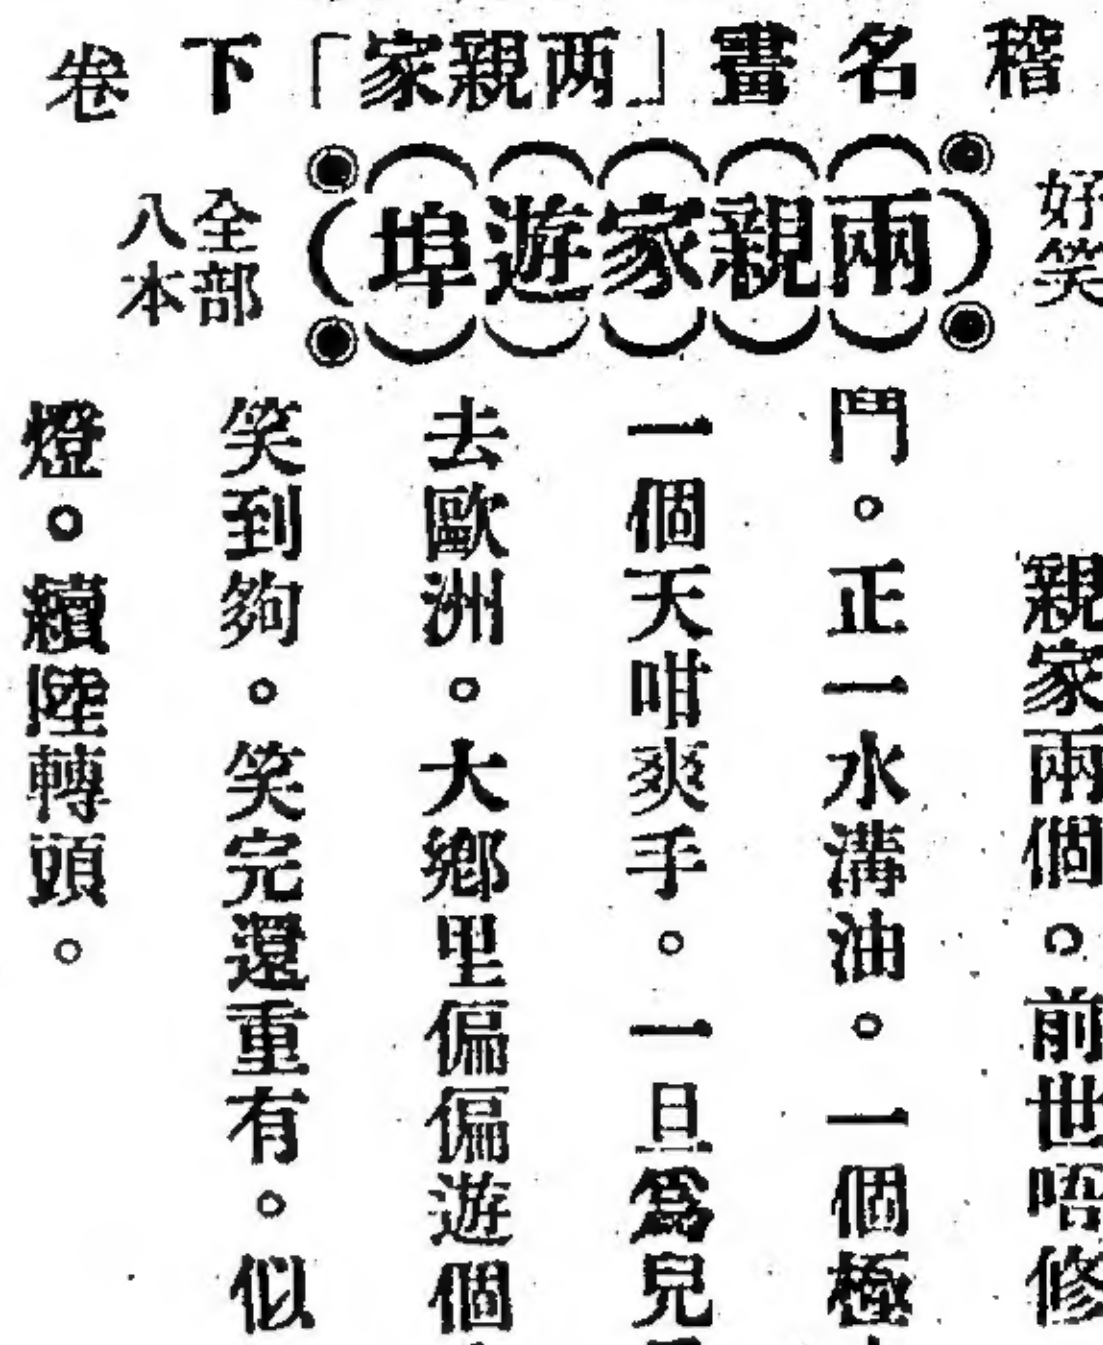 稽名畫「两親家」下卷
好笑
兩親家遊埠
全部
八本
親家兩個。前世唔修
鬥。正一水溝油。一個極
一個天咁爽手。一旦爲兒
去歐洲。大鄉里偏偏遊個
笑到夠。笑完還重有。似
燈。續陸轉頭。